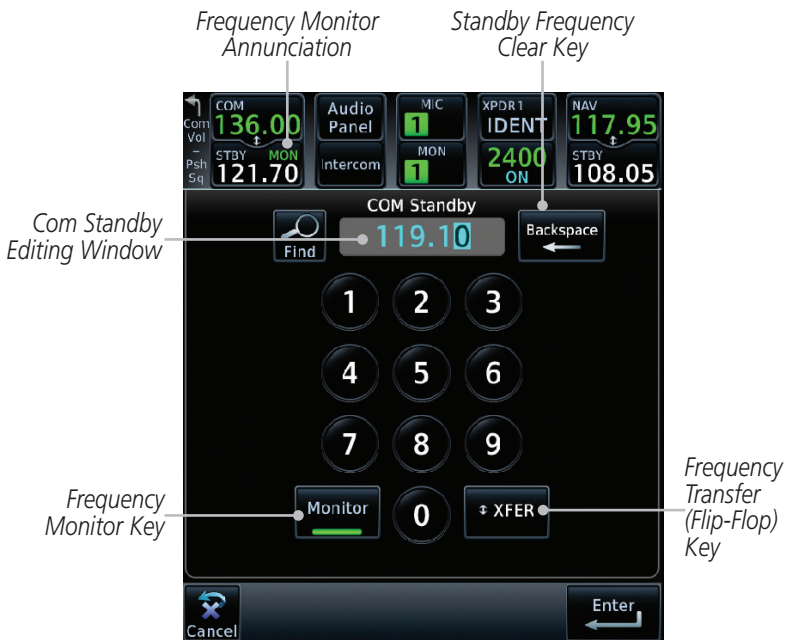 Frequency Monitor
Annunciation
Standby Frequency
Clear Key
Com
Vol
–
Psh
Sq
COM
136.00
STBY MON
121.70
Audio
Panel
Intercom
MIC
1
MON
1
XPDR1
IDENT
2400
ON
NAV
117.95
STBY
108.05
Com Standby
Editing Window
COM Standby
Find
119.10
Backspace
1 2 3
4 5 6
7 8 9
Frequency
Monitor Key
Monitor
0
XFER
Frequency
Transfer
(Flip-Flop)
Key
Cancel
Enter